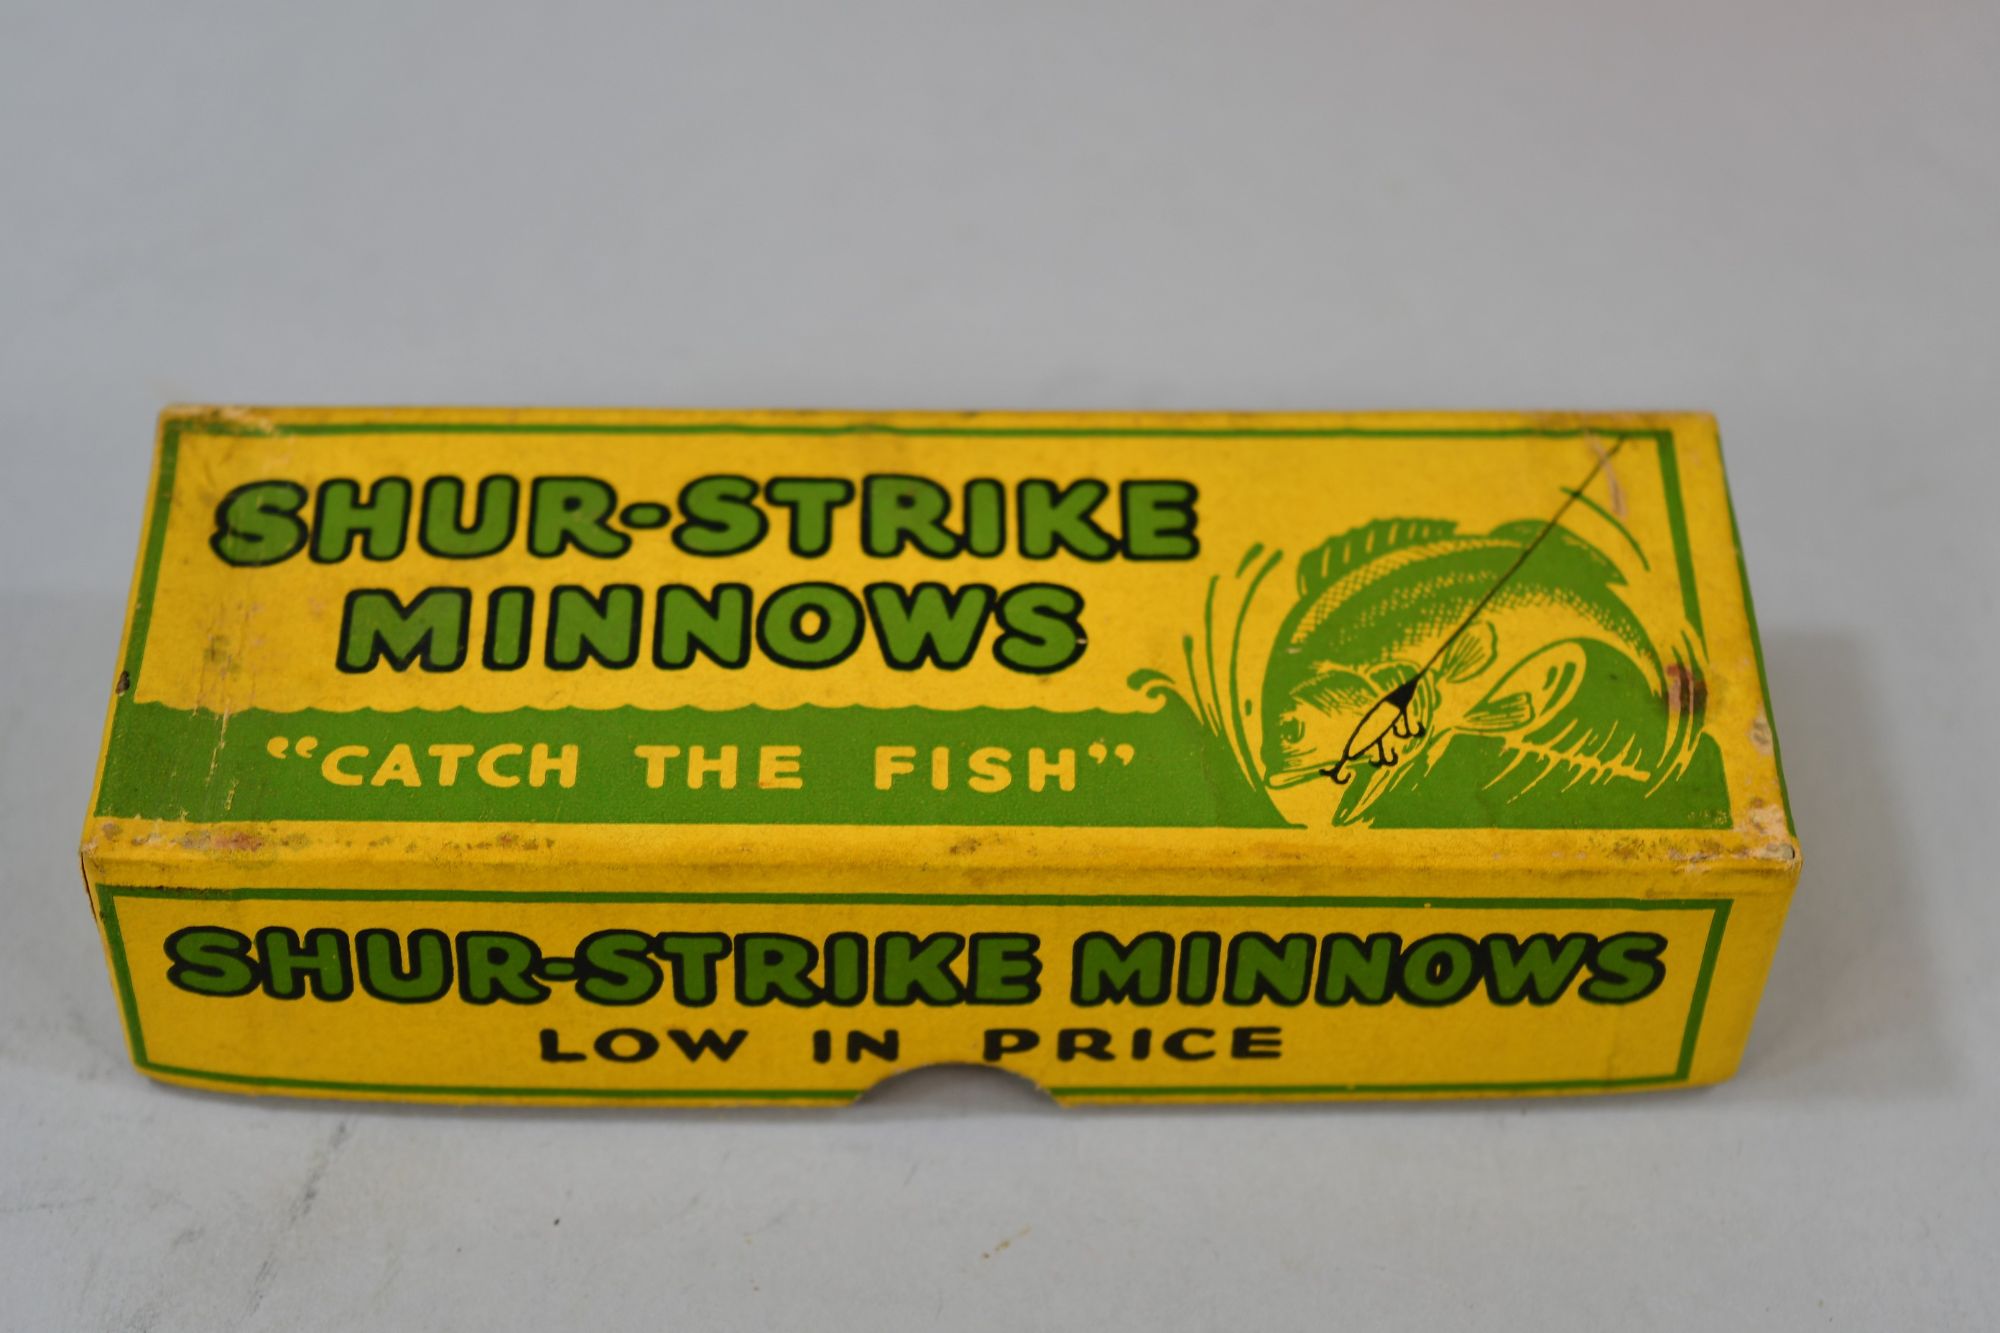 SHUR-STRIKE
MINNOWS
“CATCH THE FISH”
SHUR-STRIKE MINNOWS
LOW IN PRICE